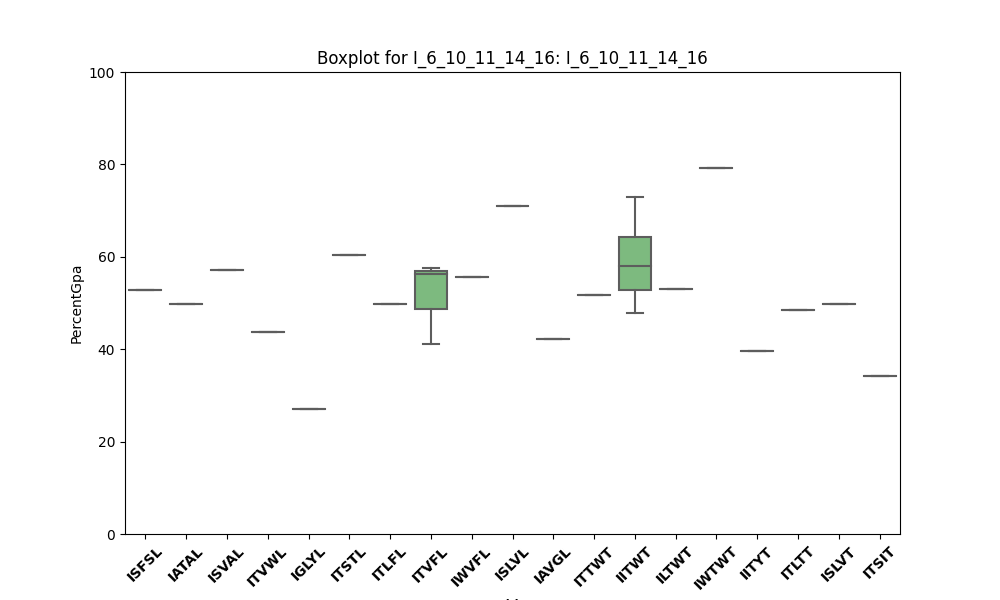 Boxplot for I_6_10_11_14_16: I_6_10_11_14_16
100
80
60
40
20
0
PercentGpa
ISFSL
IATAL
ISVAL
ITVWL
IGLYL
ITSTL
ITLFL
ITVFL
IWVFL
ISLVL
IAVGL
ITTWT
IITWT
ILTWT
IWTWT
IITYT
ITLTT
ISLVT
ITSIT